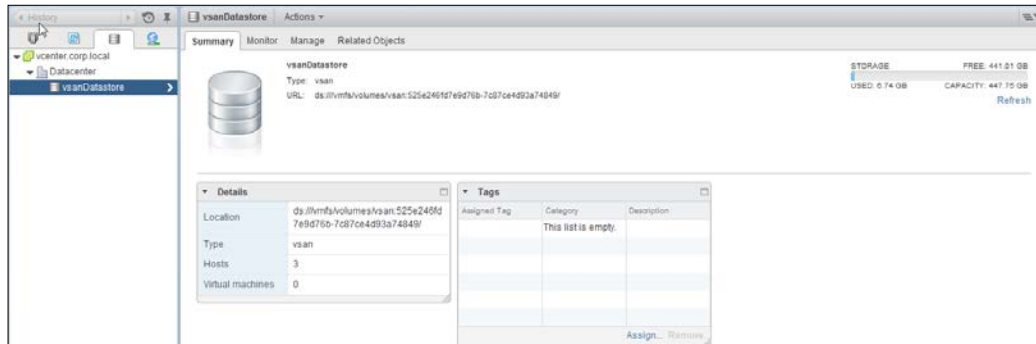 History
vsanDatastore Actions
Summary Monitor Manage Related Objects
vcenter.corp.local
Datacenter
vsanDatastore
vsanDatastore
Type: vsan
URL: ds:///vmfs/volumes/vsan:525e246fd7e9d76b-7c87ce4d93a74849/
STORAGE FREE: 441.01 GB
USED: 6.74 GB CAPACITY: 447.75 GB
Refresh
Details
Location ds:///vmfs/volumes/vsan:525e246fd
7e9d76b-7c87ce4d93a74849/
Type vsan
Hosts 3
Virtual machines 0
Tags
Assigned Tag Category Description
This list is empty.
Assign... Remove